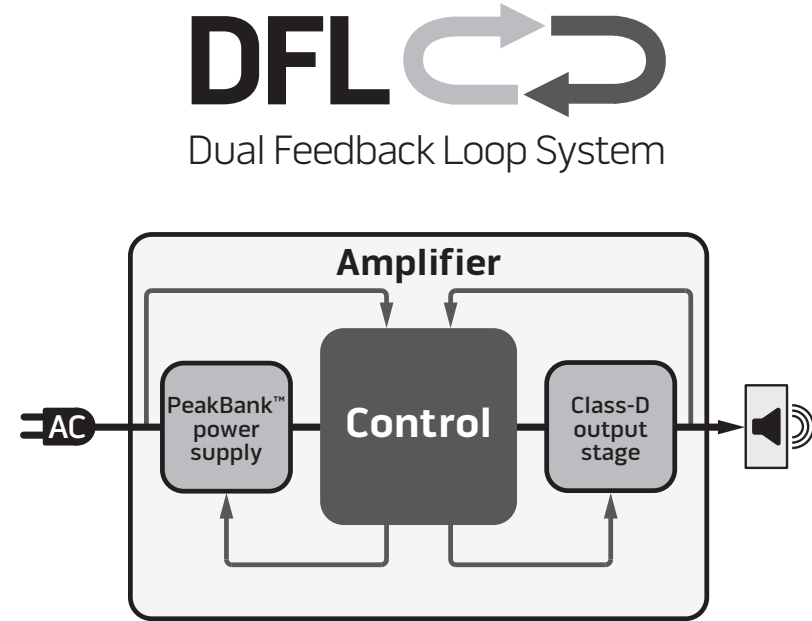 DFL
Dual Feedback Loop System
Amplifier
AC
PeakBank™
power
supply
Control
Class-D
output
stage